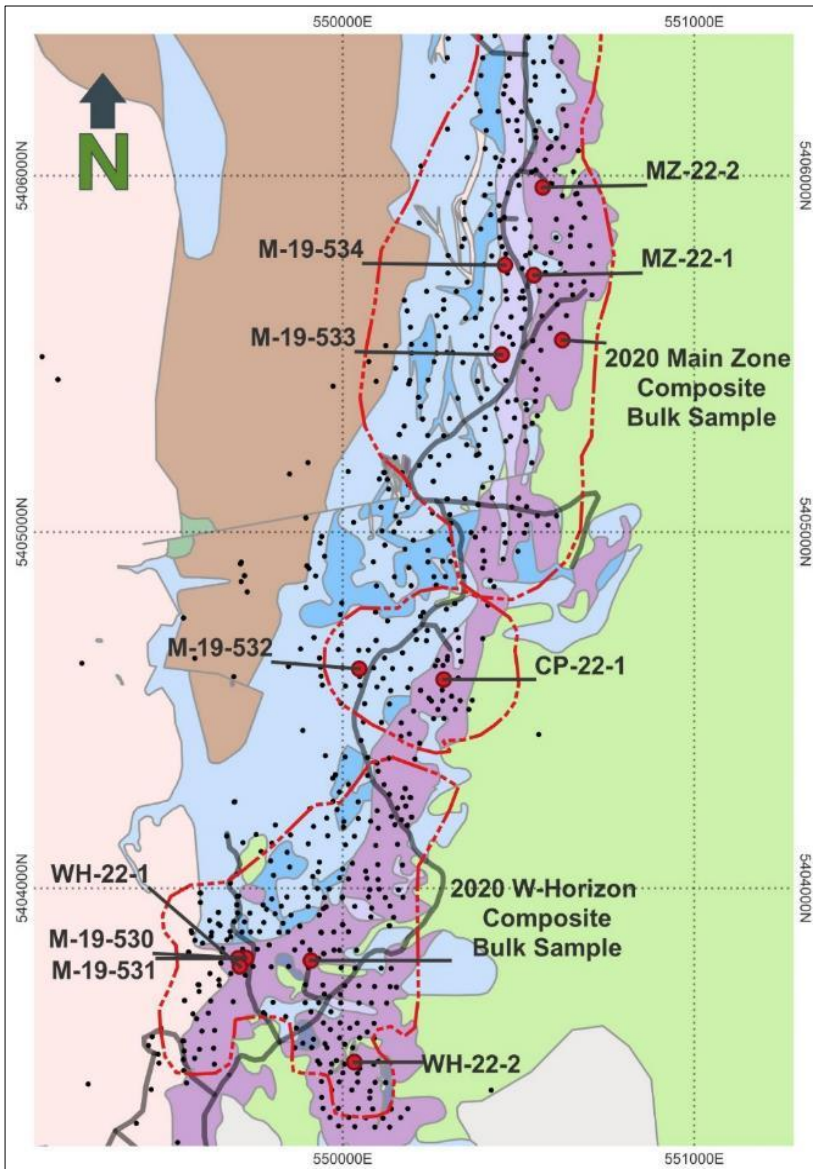 550000E
551000E
N
5406000N
5406000N
MZ-22-2
M-19-534
MZ-22-1
M-19-533
2020 Main Zone
Composite
Bulk Sample
5405000N
5405000N
M-19-532
CP-22-1
WH-22-1
2020 W-Horizon
Composite
Bulk Sample
5404000N
5404000N
M-19-530
M-19-531
WH-22-2
550000E
551000E